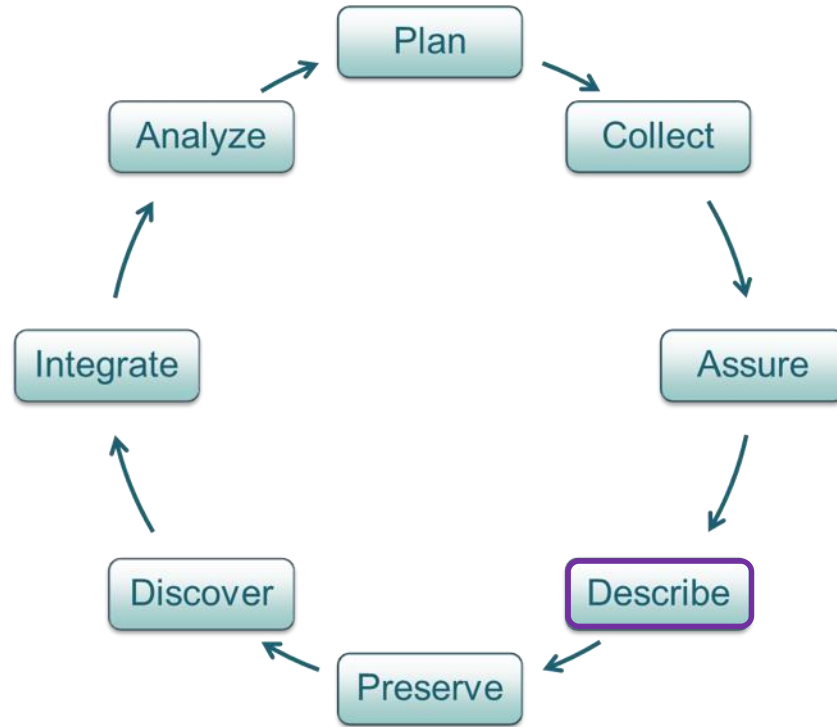 Plan
Collect
Assure
Describe
Preserve
Discover
Integrate
Analyze